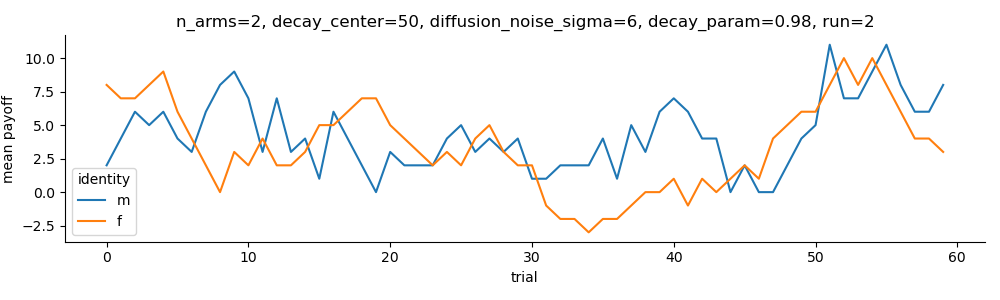 n_arms=2, decay_center=50, diffusion_noise_sigma=6, decay_param=0.98, run=2
mean payoff
10.0
7.5
5.0
2.5
0.0
−2.5
identity
m
f
0 10 20 30 40 50 60
trial